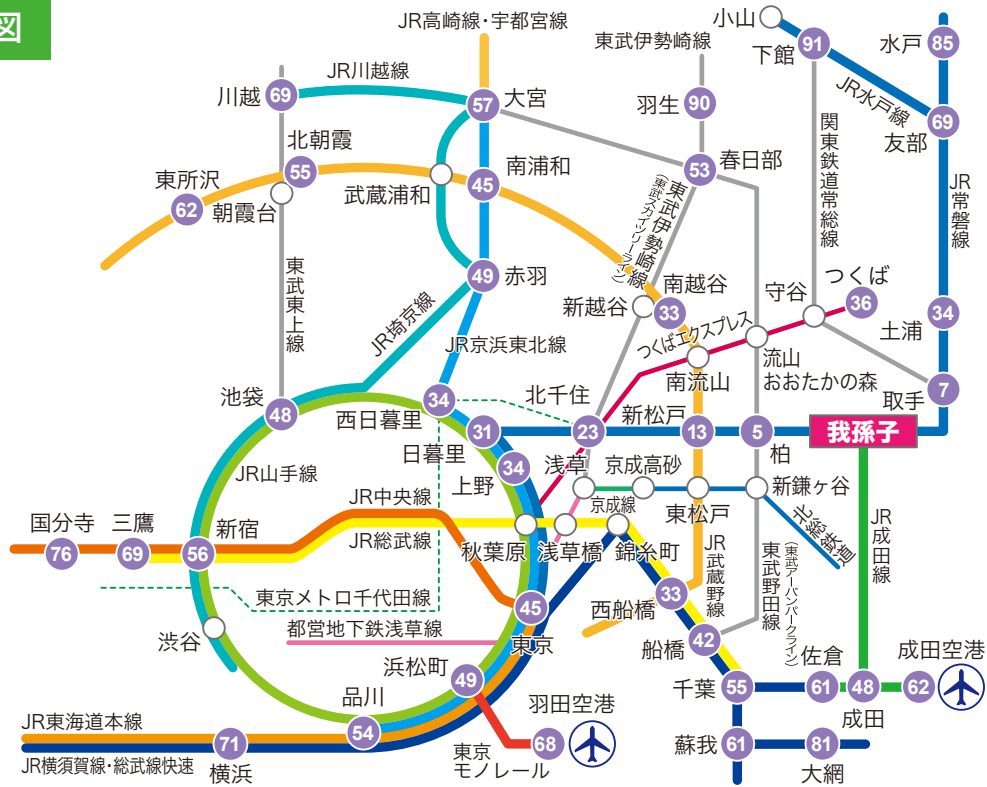 図
JR高崎線・宇都宮線
小山
東武伊勢崎線
下館
91
水戸
85
JR川越線
川越
69
57
大宮
羽生
90
JR水戸線
69
友部
北朝霞
55
武蔵浦和
南浦和
45
53
春日部
関東鉄道常総線
JR常磐線
東所沢
62
朝霞台
東武伊勢崎線
(東武スカイツリーライン)
東武東上線
49
赤羽
南越谷
新越谷
33
守谷
つくば
36
土浦
34
JR埼京線
JR京浜東北線
つくばエクスプレス
流山
おおたかの森
南流山
取手
7
池袋
48
34
西日暮里
北千住
新松戸
31
日暮里
23
13
5
柏
我孫子
34
上野
浅草
京成高砂
新鎌ヶ谷
JR山手線
京成線
東松戸
北総鉄道
JR中央線
JR総武線
国分寺
76
三鷹
69
新宿
56
秋葉原
浅草橋
錦糸町
JR武蔵野線
東武野田線
(東武アーバンパークライン)
JR成田線
東京メトロ千代田線
45
東京
西船橋
33
都営地下鉄浅草線
渋谷
船橋
42
浜松町
49
千葉
55
佐倉
61
48
成田
成田空港
62
品川
54
羽田空港
68
東京
モノレール
JR東海道本線
JR横須賀線・総武線快速
71
横浜
蘇我
61
81
大網